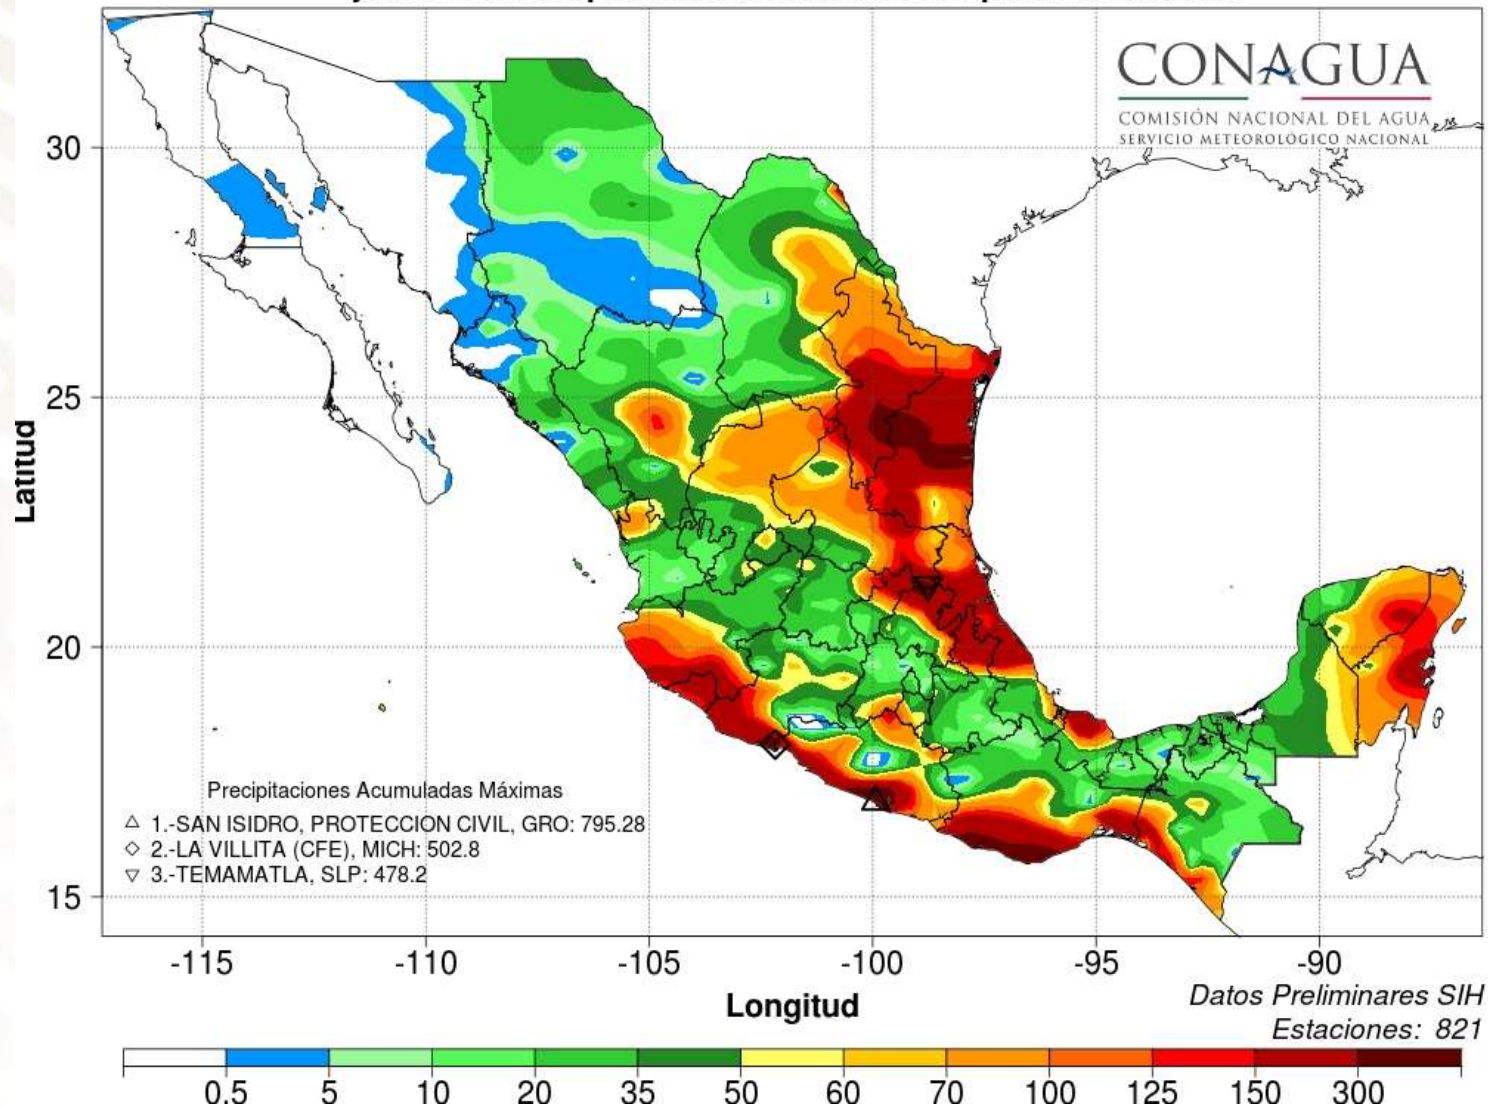 CONAGUA
COMISIÓN NACIONAL DEL AGUA
SERVICIO METEOROLÓGICO NACIONAL
30
25
20
15
Latitud
Precipitaciones Acumuladas Máximas
△ 1.-SAN ISIDRO, PROTECCION CIVIL, GRO: 795.28
◇ 2.-LA VILLITA (CFE), MICH: 502.8
▽ 3.-TEMAMATLA, SLP: 478.2
-115 -110 -105 -100 -95 -90
Longitud
Datos Preliminares SIH
Estaciones: 821
0.5 5 10 20 35 50 60 70 100 125 150 300